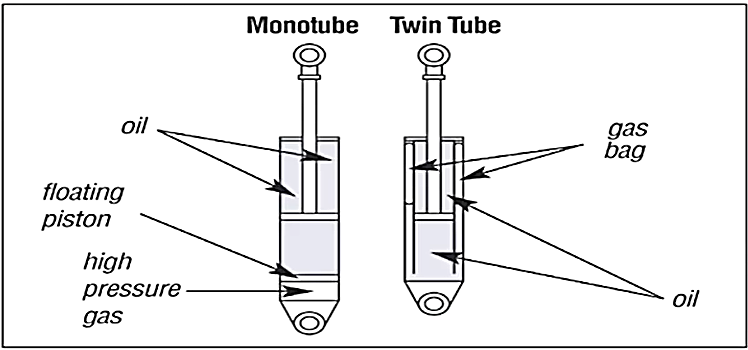 Monotube
Twin Tube
oil
gas
bag
floating
piston
high
pressure
gas
oil